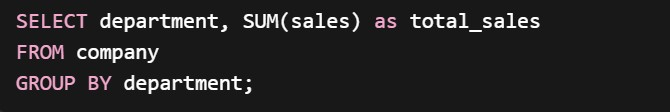 SELECT department, SUM(sales) as total_sales
FROM company
GROUP BY department;